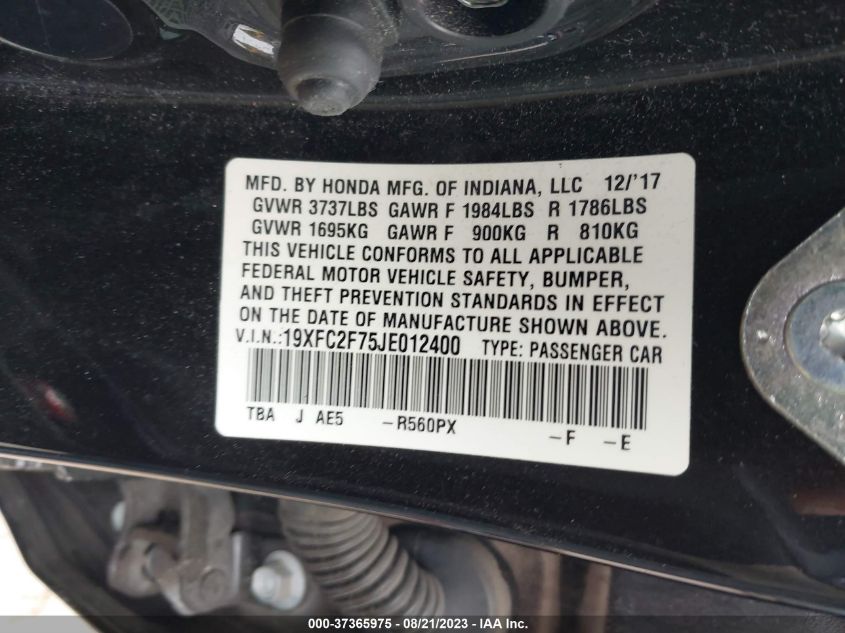 MFD. BY HONDA MFG. OF INDIANA, LLC 12/'17
GVWR 3737LBS GAWR F 1984LBS R 1786LBS
GVWR 1695KG GAWR F 900KG R 810KG
THIS VEHICLE CONFORMS TO ALL APPLICABLE
FEDERAL MOTOR VEHICLE SAFETY, BUMPER,
AND THEFT PREVENTION STANDARDS IN EFFECT
ON THE DATE OF MANUFACTURE SHOWN ABOVE.
V.I.N.:19XFC2F75JE012400 TYPE: PASSENGER CAR
TBA J AE5 -R560PX -F -E
000-37365975 - 08/21/2023 - IAA Inc.